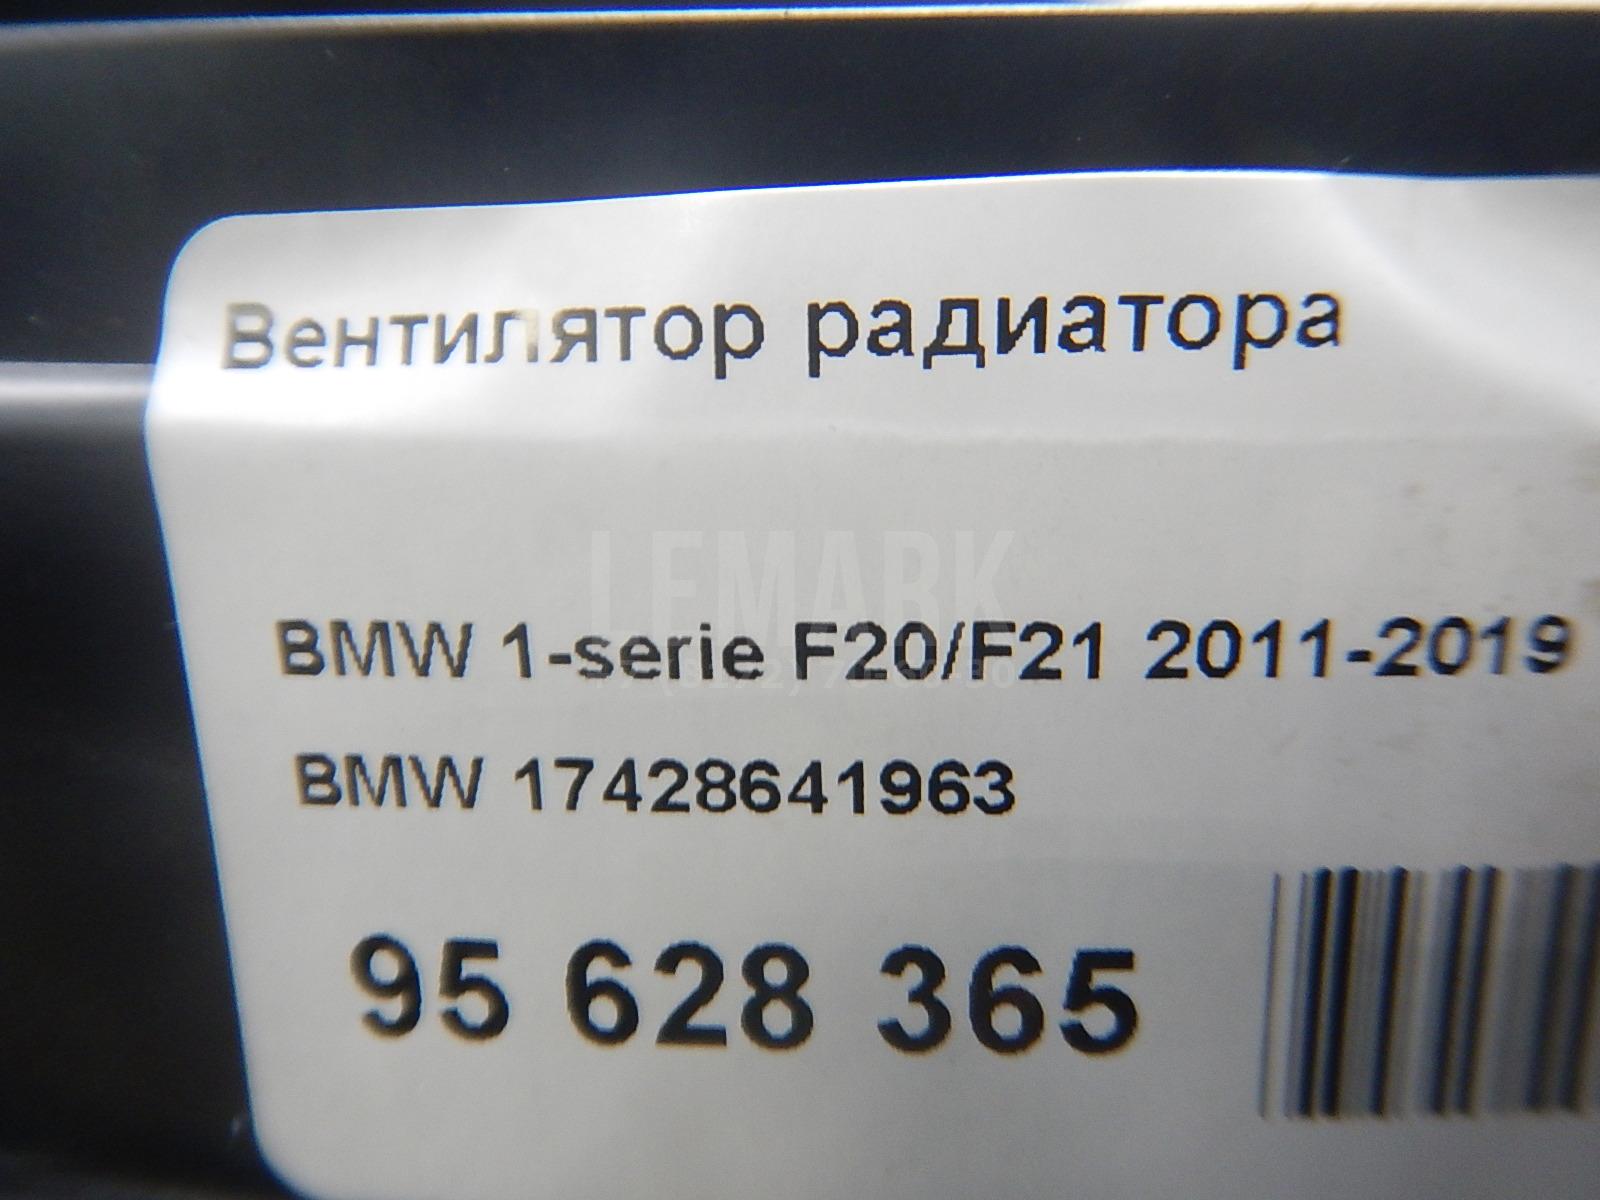 Вентилятор радиатора
LEMARK
BMW 1-serie F20/F21 2011-2019
BMW 17428641963
95 628 365